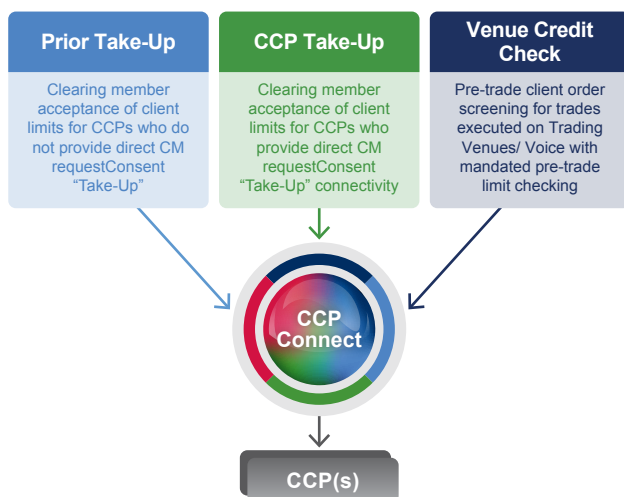 Prior Take-Up
Clearing member
acceptance of client
limits for CCPs who do
not provide direct CM
requestConsent
“Take-Up”
CCP Take-Up
Clearing member
acceptance of client
limits for CCPs who
provide direct CM
requestConsent
“Take-Up” connectivity
Venue Credit
Check
Pre-trade client order
screening for trades
executed on Trading
Venues/ Voice with
mandated pre-trade
limit checking
CCP
Connect
CCP(s)